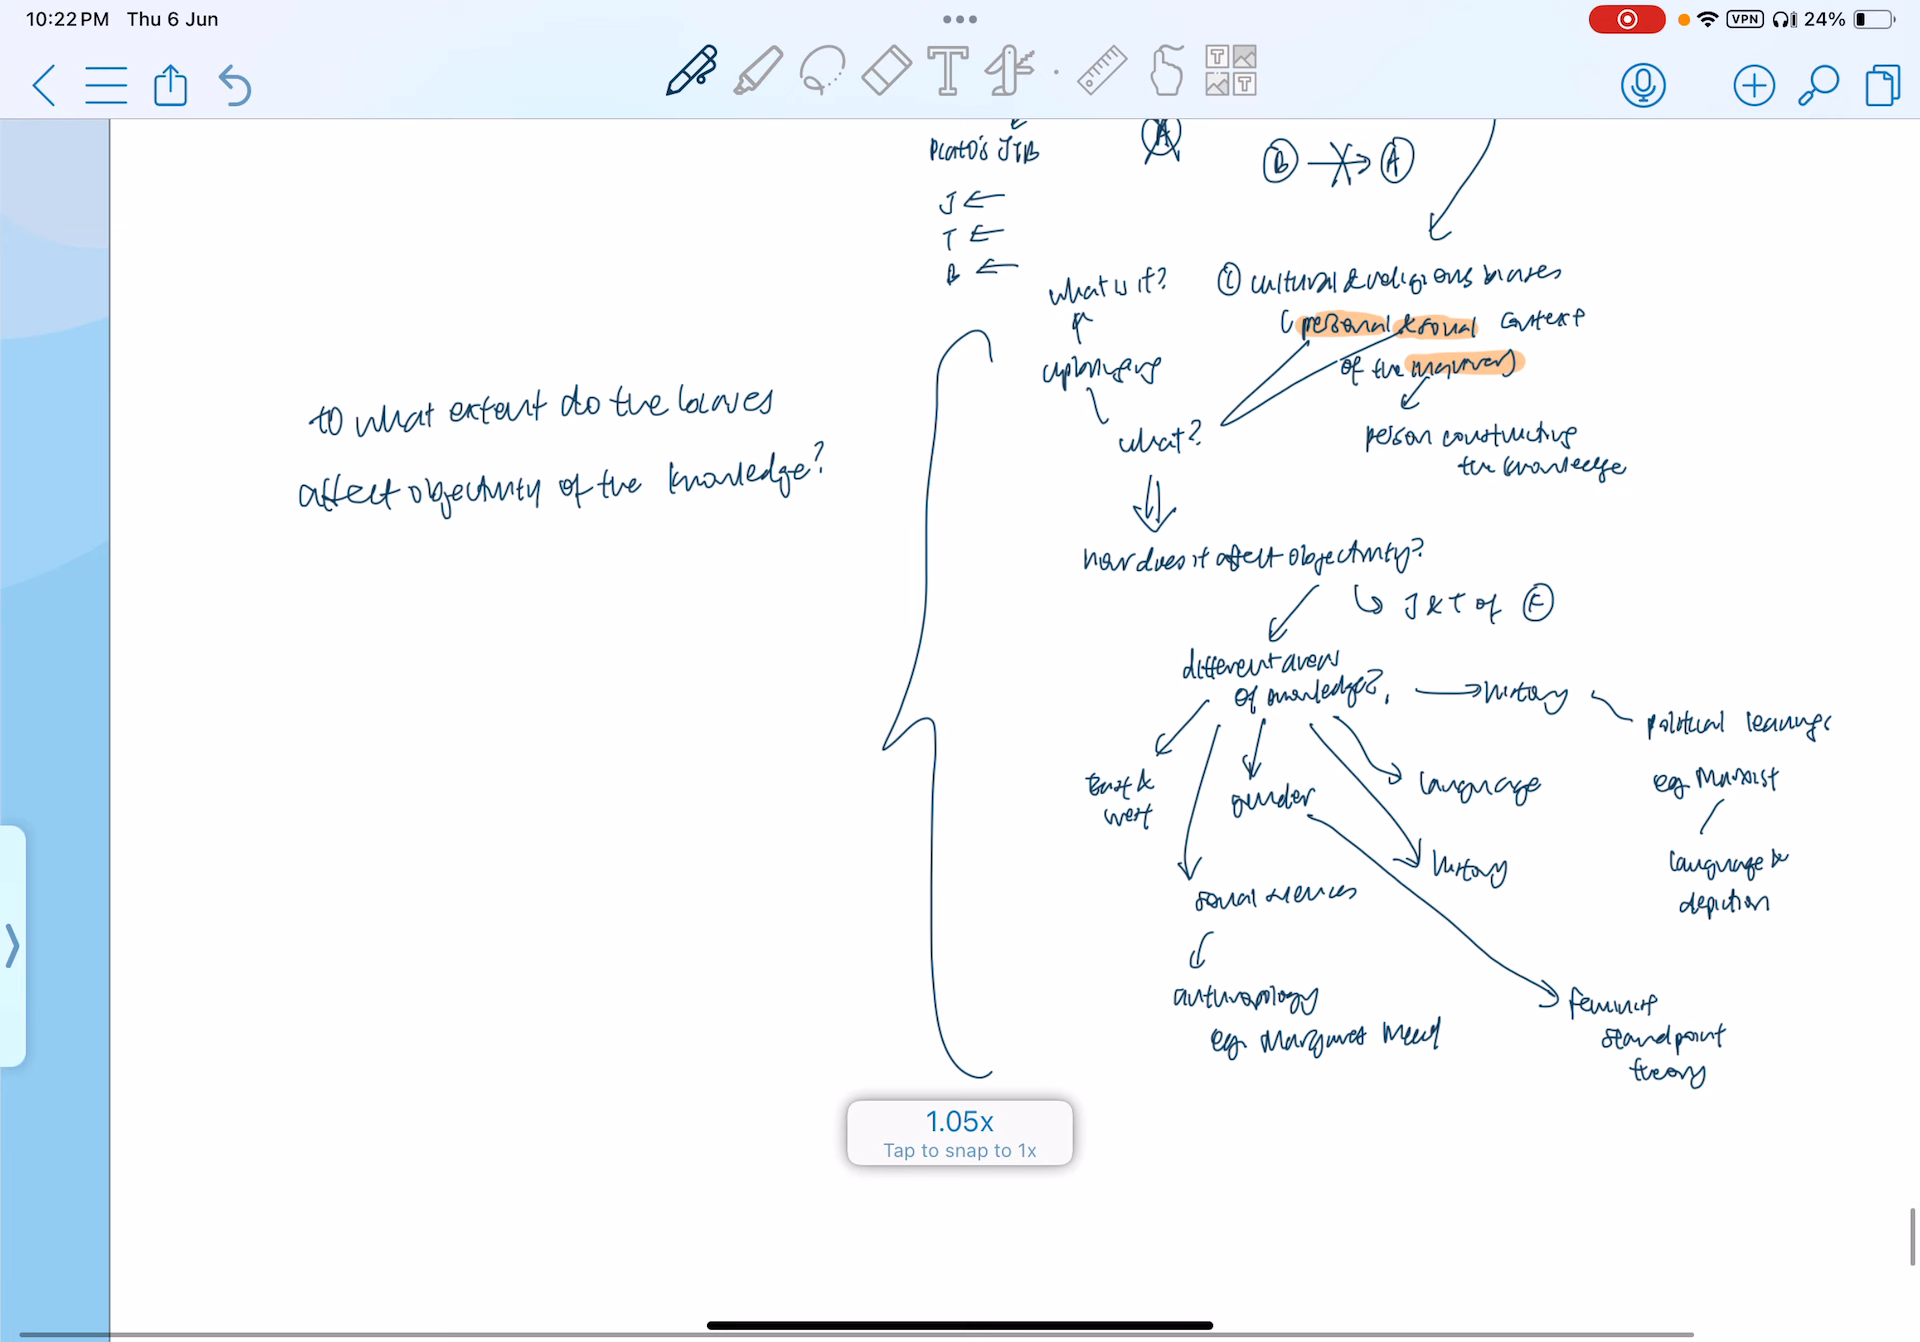 10:22 PM Thu 6 Jun
VPN 24%
Plato's JTB
A
B A
J
T
B
what is it?
what?
① cultural & religious biases
(personal & social context
of the
person constructing
the knowledge
how does it affect objectivity?
J & T of
different areas
of knowledge?
history
political leanings
eg Marxist
language &
depiction
East &
west
gender
language
history
social sciences
anthropology
eg. Margaret Mead
feminist
standpoint
theory
to what extent do the biases
affect objectivity of the knowledge?
1.05x
Tap to snap to 1x